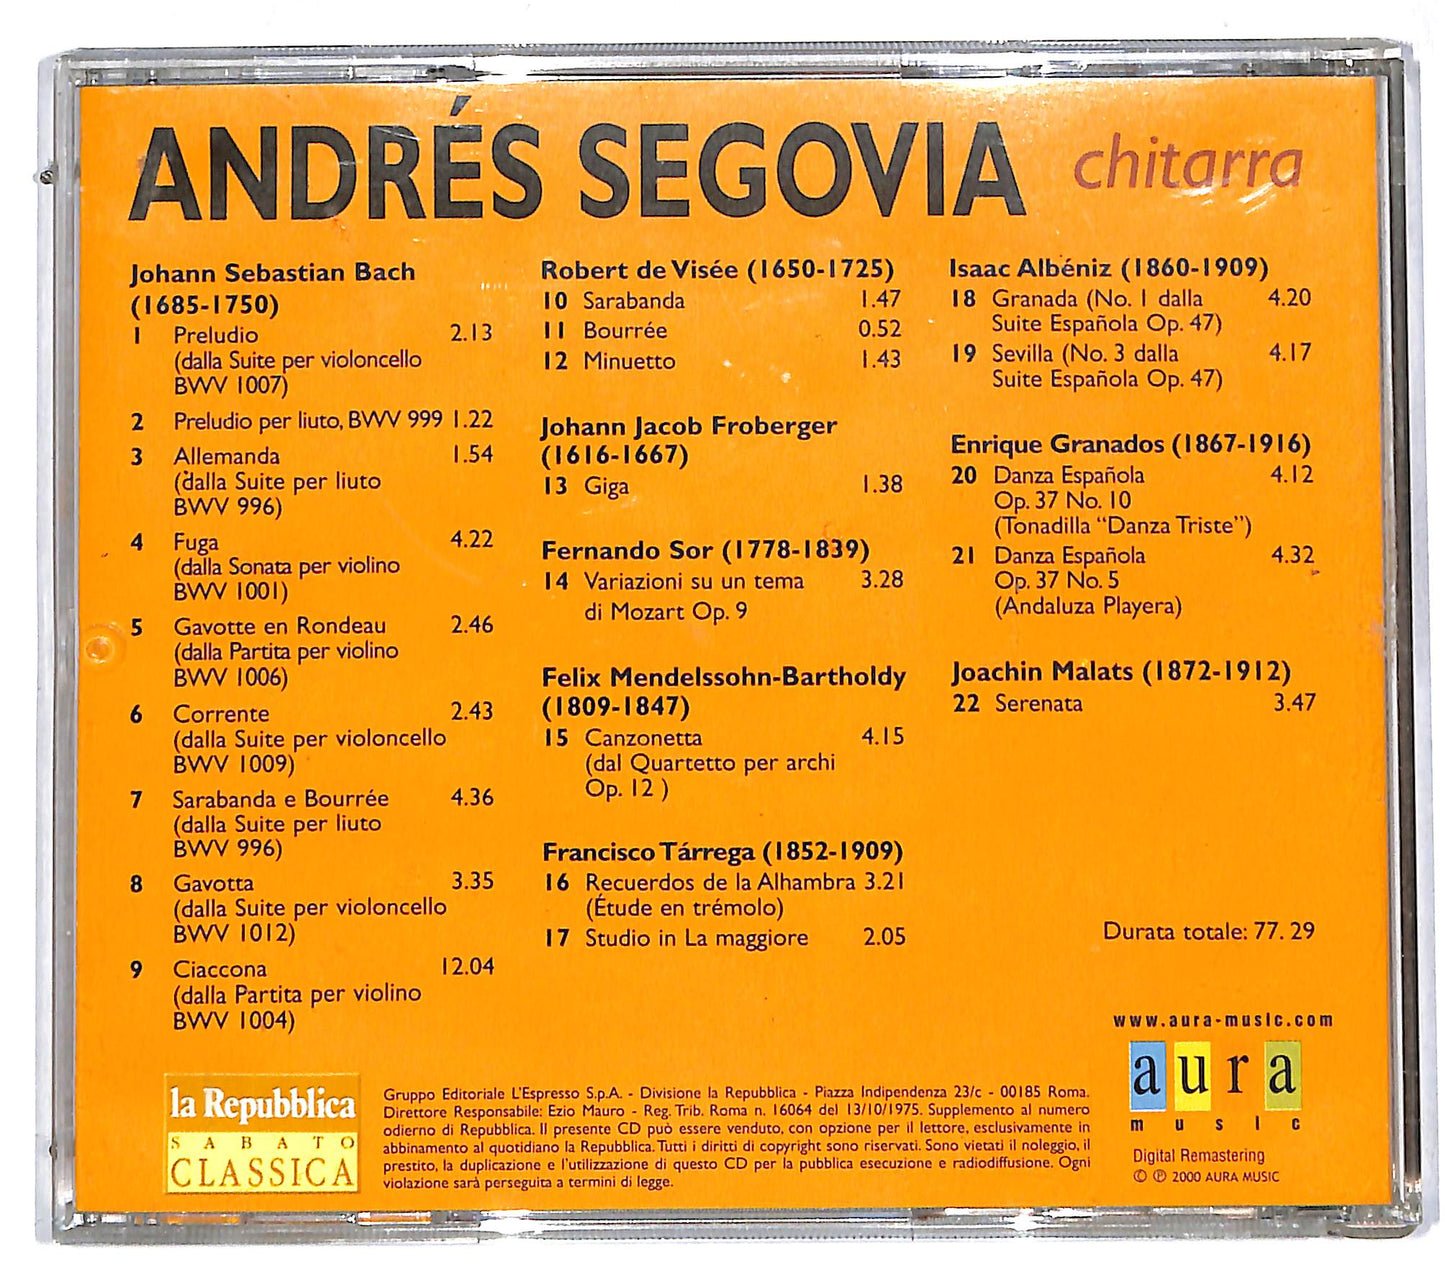 ANDRÉS SEGOVIA chitarra
Johann Sebastian Bach
(1685-1750)
1 Preludio 2.13
(dalla Suite per violoncello
BWV 1007)
2 Preludio per liuto, BWV 999 1.22
3 Allemanda 1.54
(dalla Suite per liuto
BWV 996)
4 Fuga 4.22
(dalla Sonata per violino
BWV 1001)
5 Gavotte en Rondeau 2.46
(dalla Partita per violino
BWV 1006)
6 Corrente 2.43
(dalla Suite per violoncello
BWV 1009)
7 Sarabanda e Bourrée 4.36
(dalla Suite per liuto
BWV 996)
8 Gavotta 3.35
(dalla Suite per violoncello
BWV 1012)
9 Ciaccona 12.04
(dalla Partita per violino
BWV 1004)
Robert de Visée (1650-1725)
10 Sarabanda 1.47
11 Bourrée 0.52
12 Minuetto 1.43
Johann Jacob Froberger
(1616-1667)
13 Giga 1.38
Fernando Sor (1778-1839)
14 Variazioni su un tema 3.28
di Mozart Op. 9
Felix Mendelssohn-Bartholdy
(1809-1847)
15 Canzonetta 4.15
(dal Quartetto per archi
Op. 12 )
Francisco Tárrega (1852-1909)
16 Recuerdos de la Alhambra 3.21
(Étude en trémolo)
17 Studio in La maggiore 2.05
Isaac Albéniz (1860-1909)
18 Granada (No. 1 dalla 4.20
Suite Española Op. 47)
19 Sevilla (No. 3 dalla 4.17
Suite Española Op. 47)
Enrique Granados (1867-1916)
20 Danza Española 4.12
Op. 37 No. 10
(Tonadilla “Danza Triste”)
21 Danza Española 4.32
Op. 37 No. 5
(Andaluza Playera)
Joachin Malats (1872-1912)
22 Serenata 3.47
Durata totale: 77. 29
www.aura-music.com
aura
music
Digital Remastering
© ℗ 2000 AURA MUSIC
la Repubblica
SABATO
CLASSICA
Gruppo Editoriale L'Espresso S.p.A. - Divisione la Repubblica - Piazza Indipendenza 23/c - 00185 Roma.
Direttore Responsabile: Ezio Mauro - Reg. Trib. Roma n. 16064 del 13/10/1975. Supplemento al numero
odierno di Repubblica. Il presente CD può essere venduto, con opzione per il lettore, esclusivamente in
abbinamento al quotidiano la Repubblica. Tutti i diritti di copyright sono riservati. Sono vietati il noleggio, il
prestito, la duplicazione e l'utilizzazione di questo CD per la pubblica esecuzione e radiodiffusione. Ogni
violazione sarà perseguita a termini di legge.